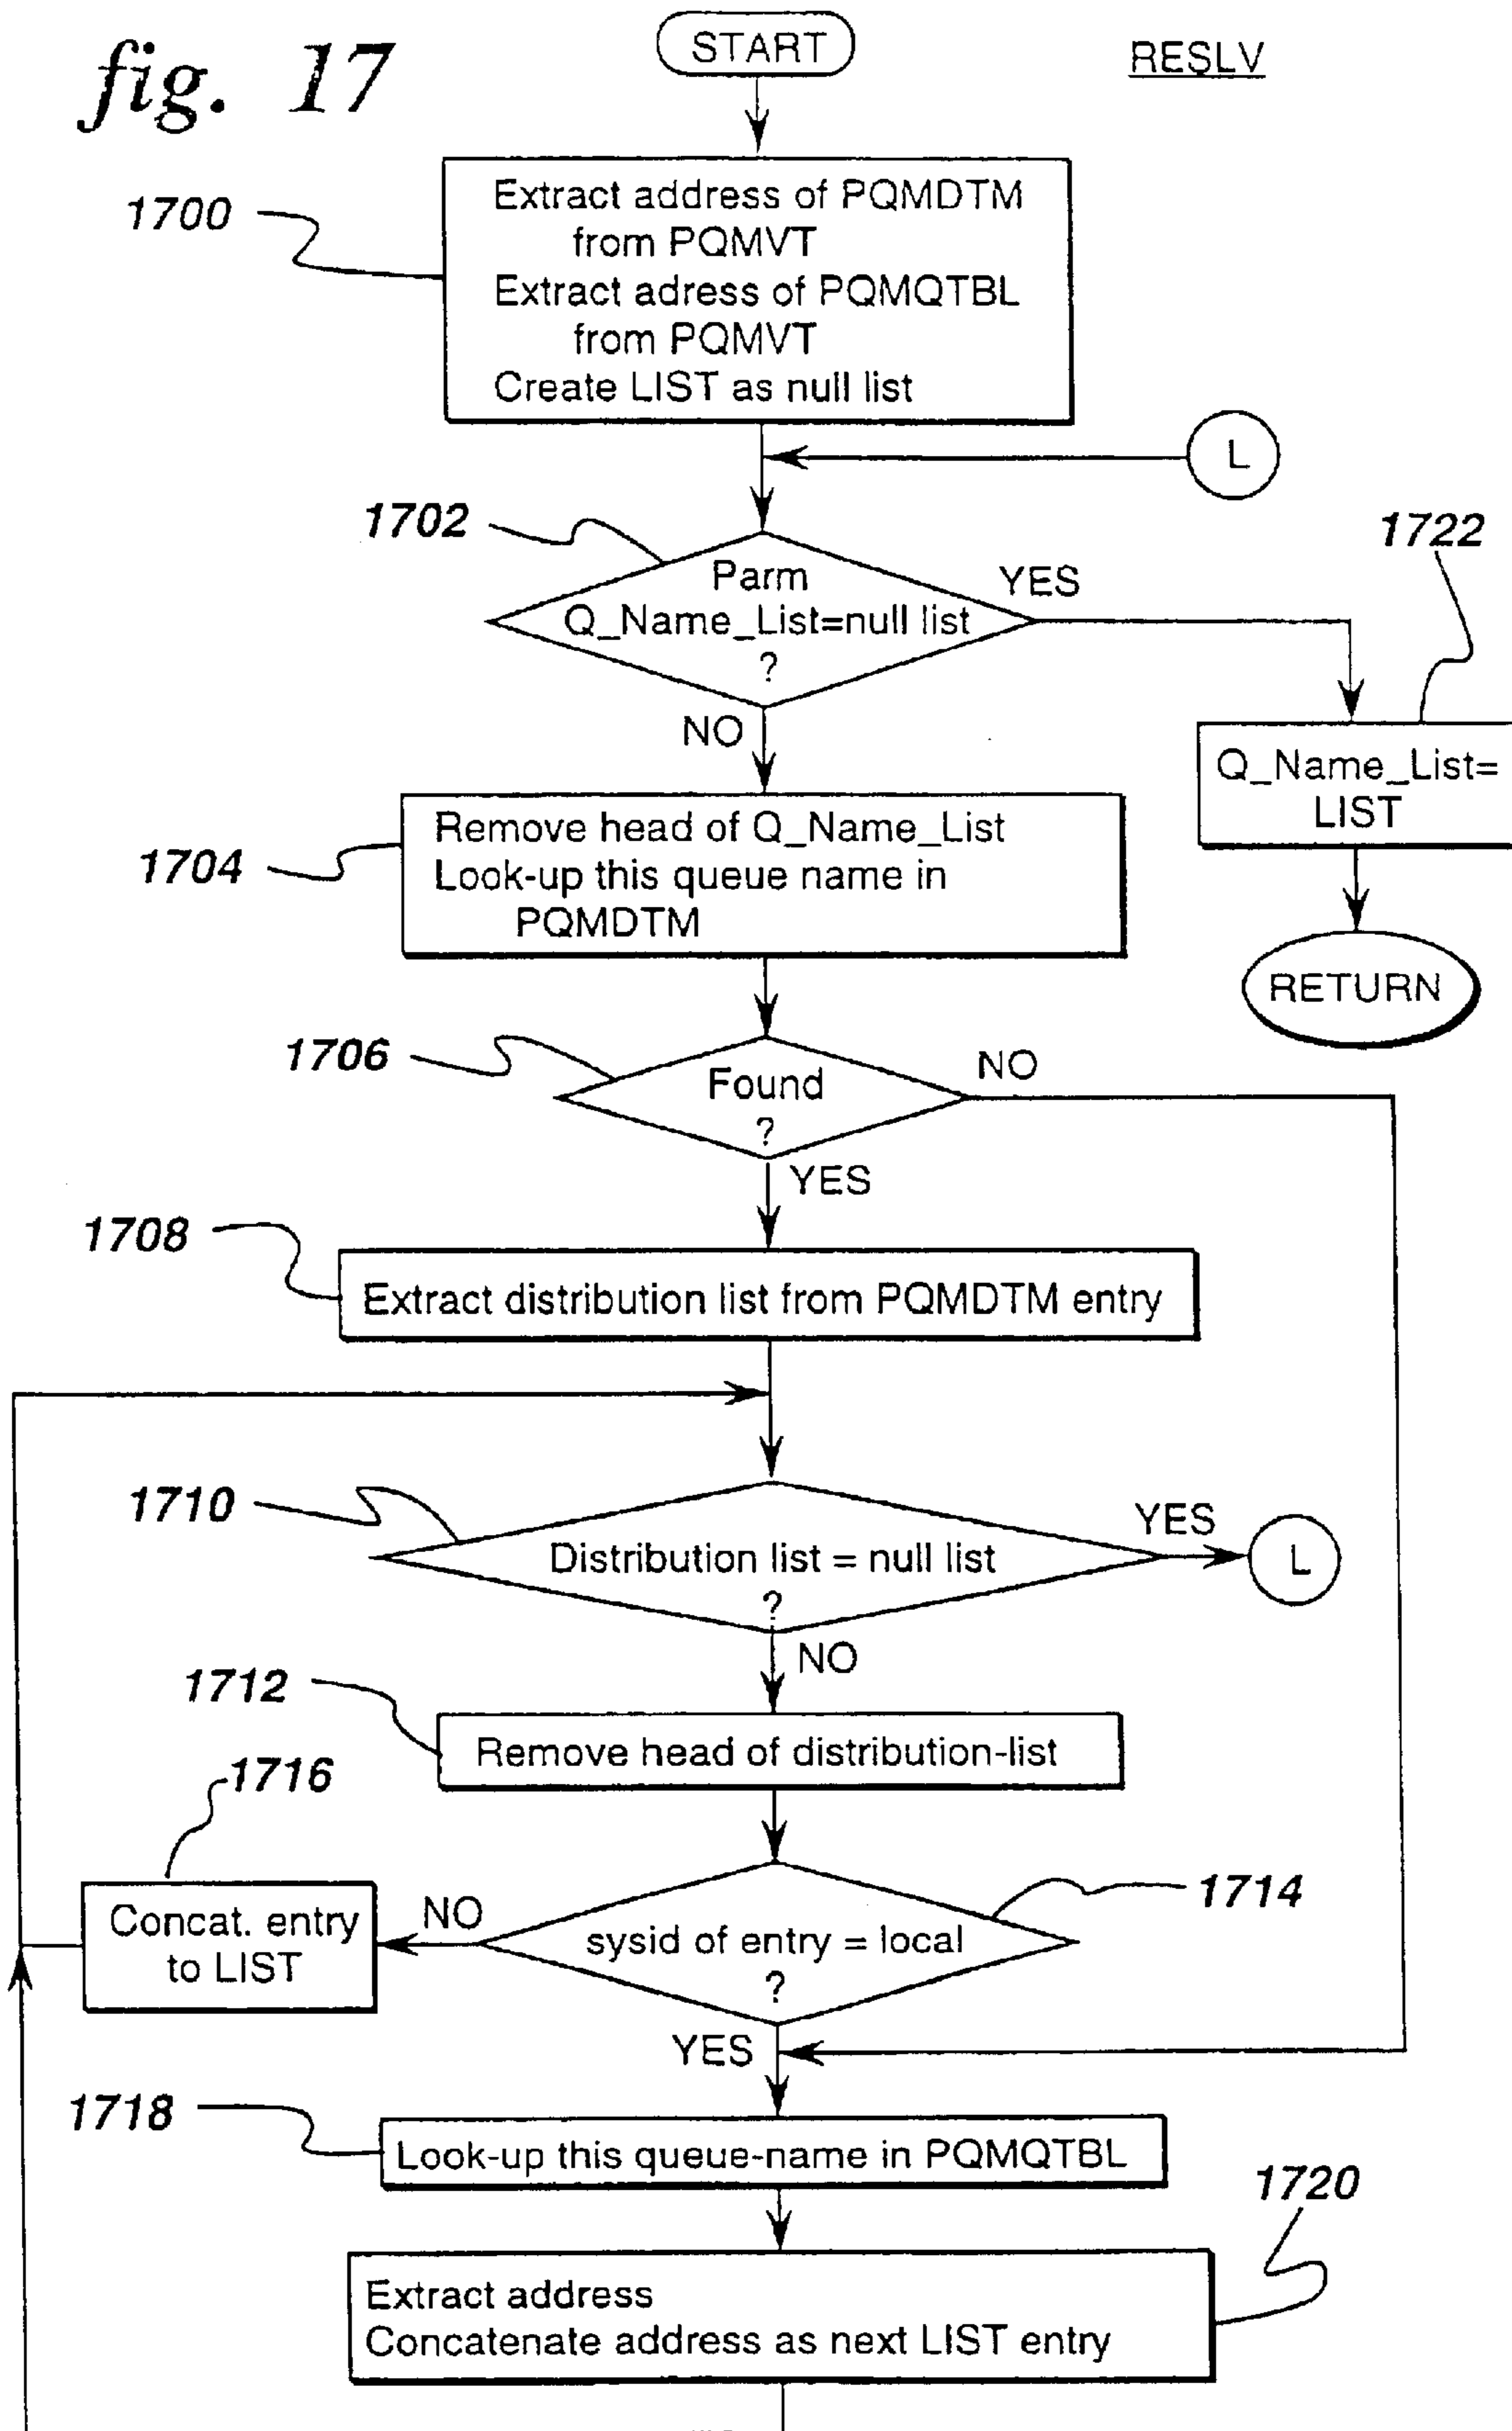 fig. 17
START
RESLV
1700
Extract address of PQMDTM
from PQMVT
Extract adress of PQMQTBL
from PQMVT
Create LIST as null list
L
1702
Parm
Q_Name_List=null list
?
YES
1722
NO
Q_Name_List=
LIST
1704
Remove head of Q_Name_List
Look-up this queue name in
PQMDTM
RETURN
1706
Found
?
NO
YES
1708
Extract distribution list from PQMDTM entry
1710
Distribution list = null list
?
YES
L
NO
1712
Remove head of distribution-list
1716
Concat. entry
to LIST
NO
sysid of entry = local
?
1714
YES
1718
Look-up this queue-name in PQMQTBL
1720
Extract address
Concatenate address as next LIST entry